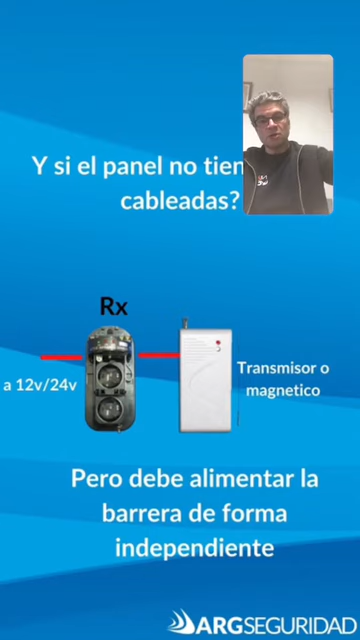 Y si el panel no tien
cableadas?
Rx
a 12v/24v
Transmisor o
magnetico
Pero debe alimentar la
barrera de forma
independiente
ARGSEGURIDAD